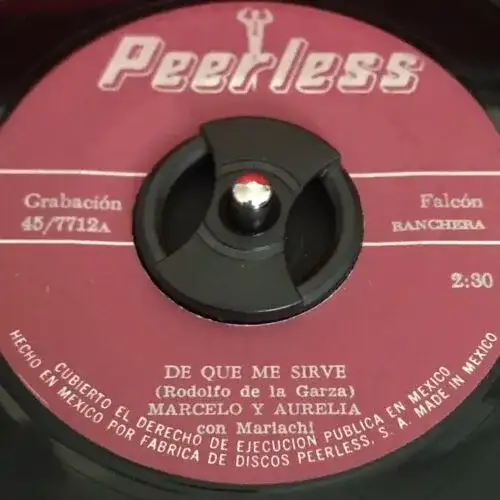 Peerless
Grabación
45/7712A
Falcón
RANCHERA
2:30
DE QUE ME SIRVE
(Rodolfo de la Garza)
MARCELO Y AURELIA
con Mariachi
CUBIERTO EL DERECHO DE EJECUCION PUBLICA EN MEXICO
HECHO EN MEXICO POR FABRICA DE DISCOS PEERLESS, S. A. MADE IN MEXICO